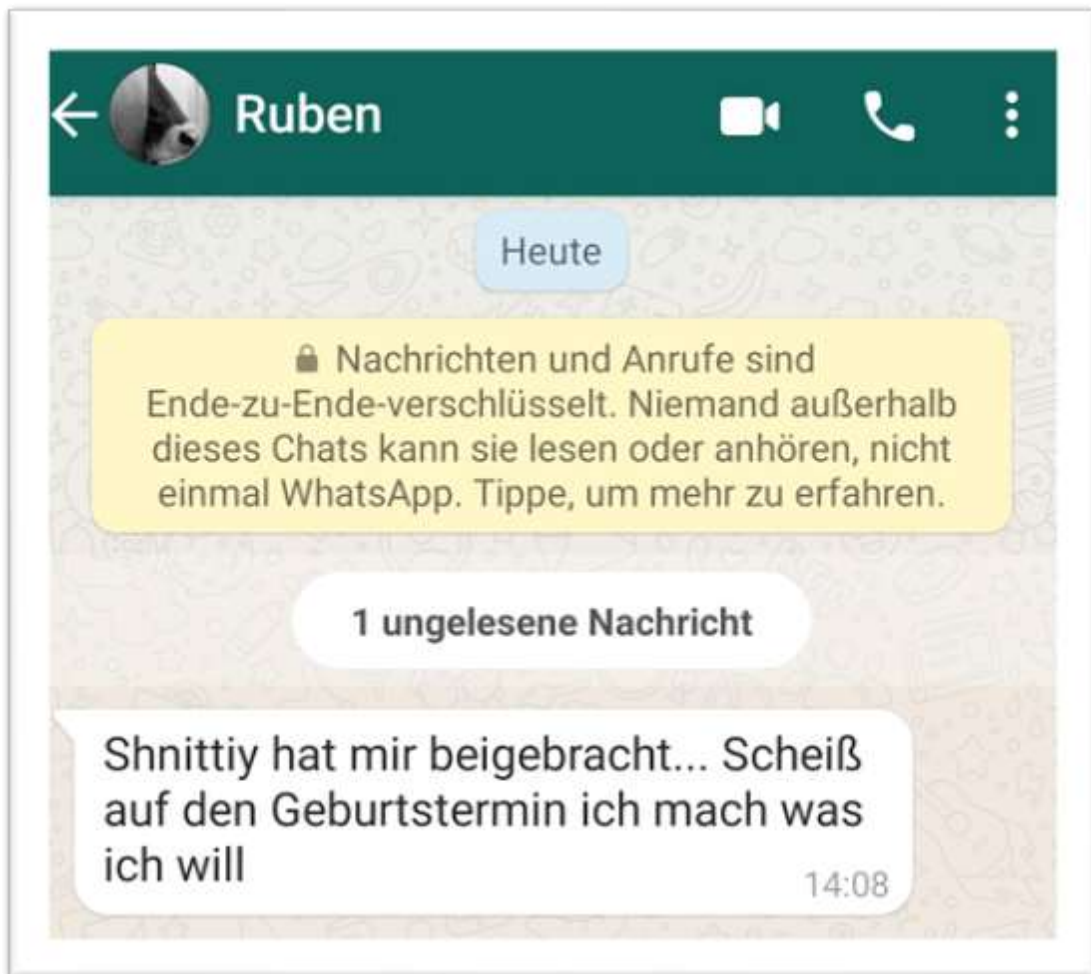 Ruben
Heute
Nachrichten und Anrufe sind
Ende-zu-Ende-verschlüsselt. Niemand außerhalb
dieses Chats kann sie lesen oder anhören, nicht
einmal WhatsApp. Tippe, um mehr zu erfahren.
1 ungelesene Nachricht
Shnittiy hat mir beigebracht... Scheiß
auf den Geburtstermin ich mach was
ich will
14:08